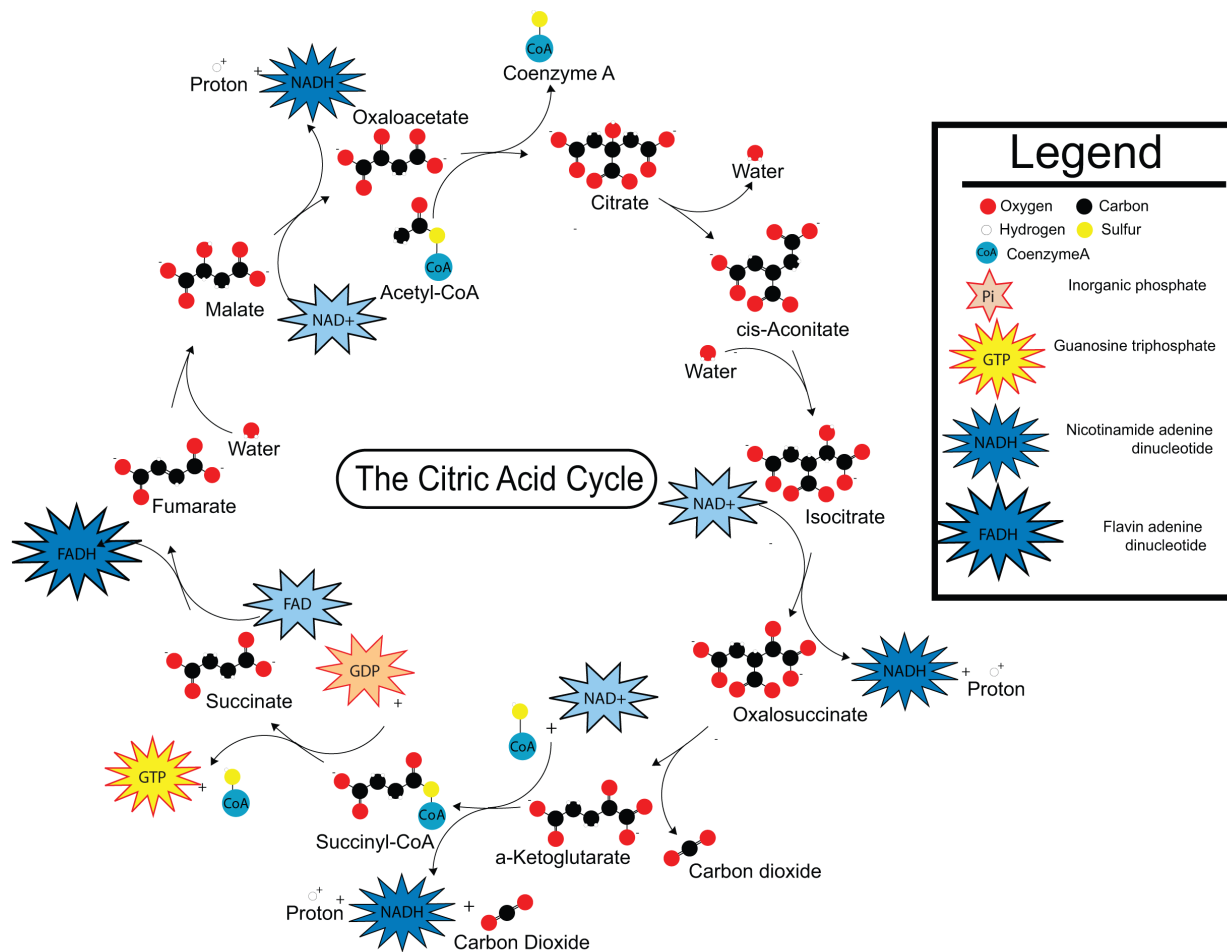 CoA
Coenzyme A
+
Proton
+
NADH
Oxaloacetate
-
-
Citrate
-
-
-
Water
Malate
-
-
NAD+
CoA
Acetyl-CoA
cis-Aconitate
-
-
-
Water
Water
Fumarate
-
-
The Citric Acid Cycle
NAD+
Isocitrate
-
-
-
FADH
FAD
Succinate
-
-
GDP
+
NAD+
CoA
+
Oxalosuccinate
-
-
-
NADH
+
+
Proton
GTP
+
CoA
Succinyl-CoA
-
CoA
a-Ketoglutarate
-
-
Carbon dioxide
+
Proton
+
NADH
+
Carbon Dioxide
Legend
Oxygen
Carbon
Hydrogen
Sulfur
CoA
CoenzymeA
Pi
Inorganic phosphate
GTP
Guanosine triphosphate
NADH
Nicotinamide adenine
dinucleotide
FADH
Flavin adenine
dinucleotide